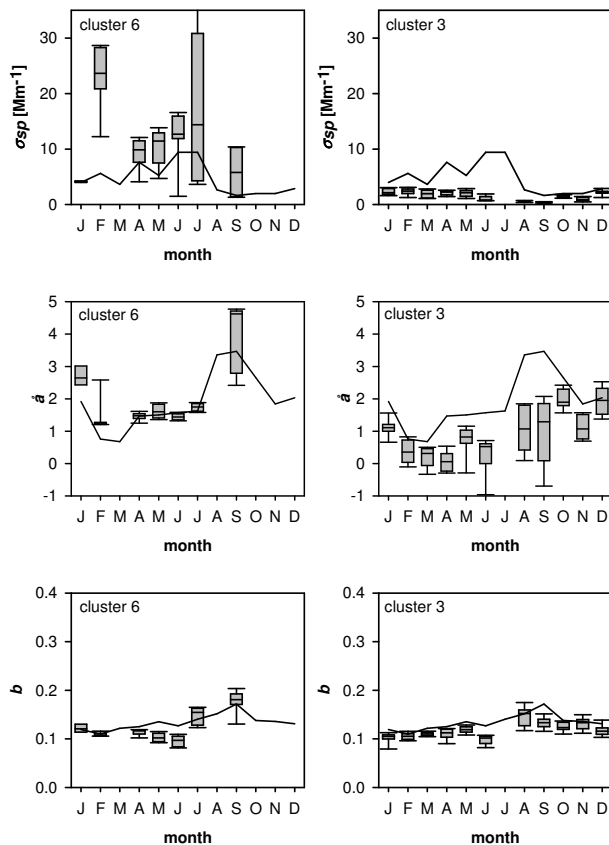 cluster 6
cluster 3
σsp [Mm-1]
30
20
10
0
J F M A M J J A S O N D
month
σsp [Mm-1]
30
20
10
0
J F M A M J J A S O N D
month
cluster 6
cluster 3
å
5
4
3
2
1
0
-1
J F M A M J J A S O N D
month
å
5
4
3
2
1
0
-1
J F M A M J J A S O N D
month
cluster 6
cluster 3
b
0.4
0.3
0.2
0.1
0.0
J F M A M J J A S O N D
month
b
0.4
0.3
0.2
0.1
0.0
J F M A M J J A S O N D
month